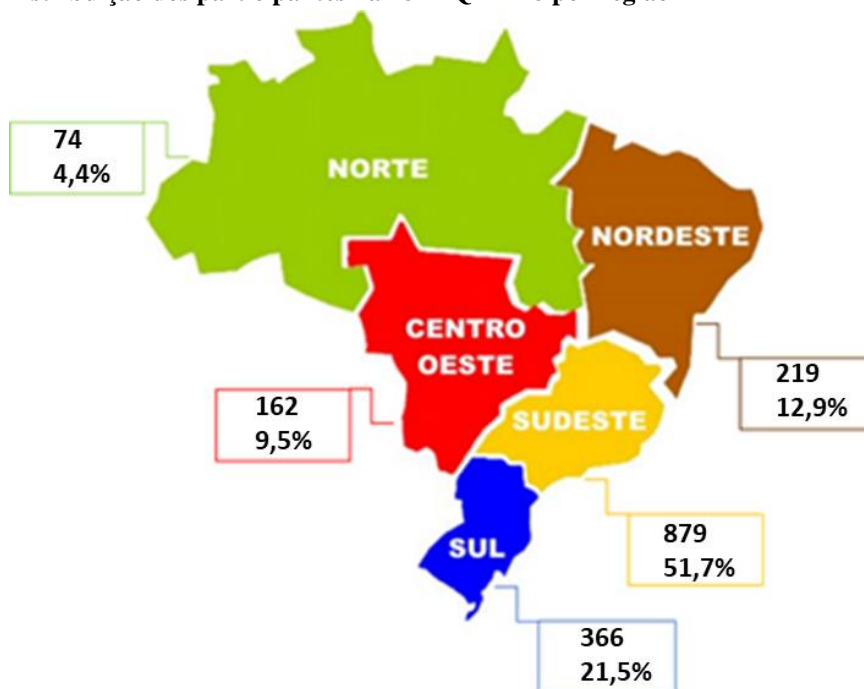 74
4,4%
NORTE
NORDESTE
CENTRO
OESTE
219
12,9%
162
9,5%
SUDESTE
879
51,7%
SUL
366
21,5%